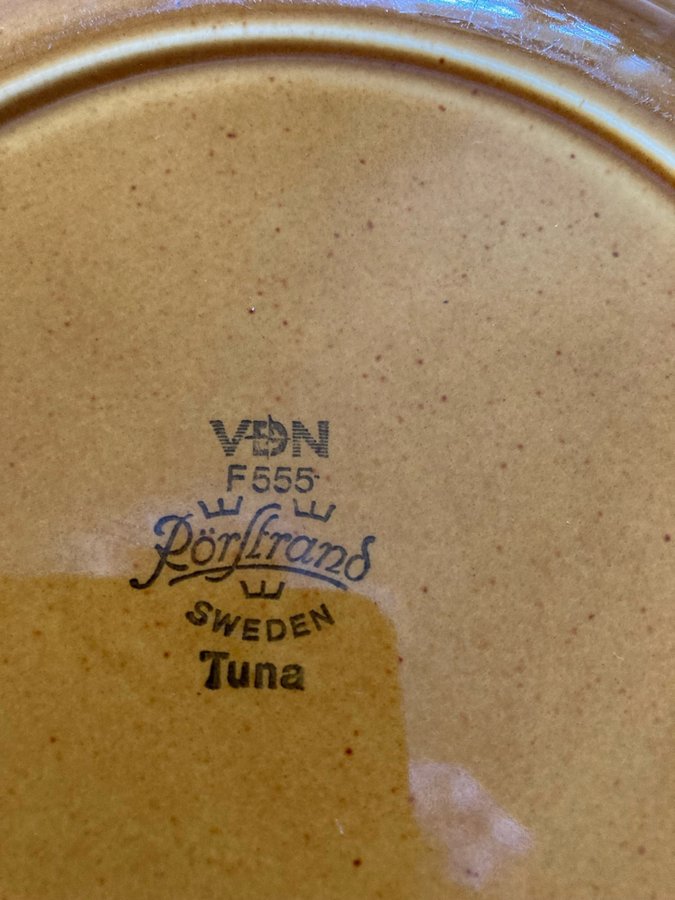 VDN
F555
Rörstrand
SWEDEN
Tuna